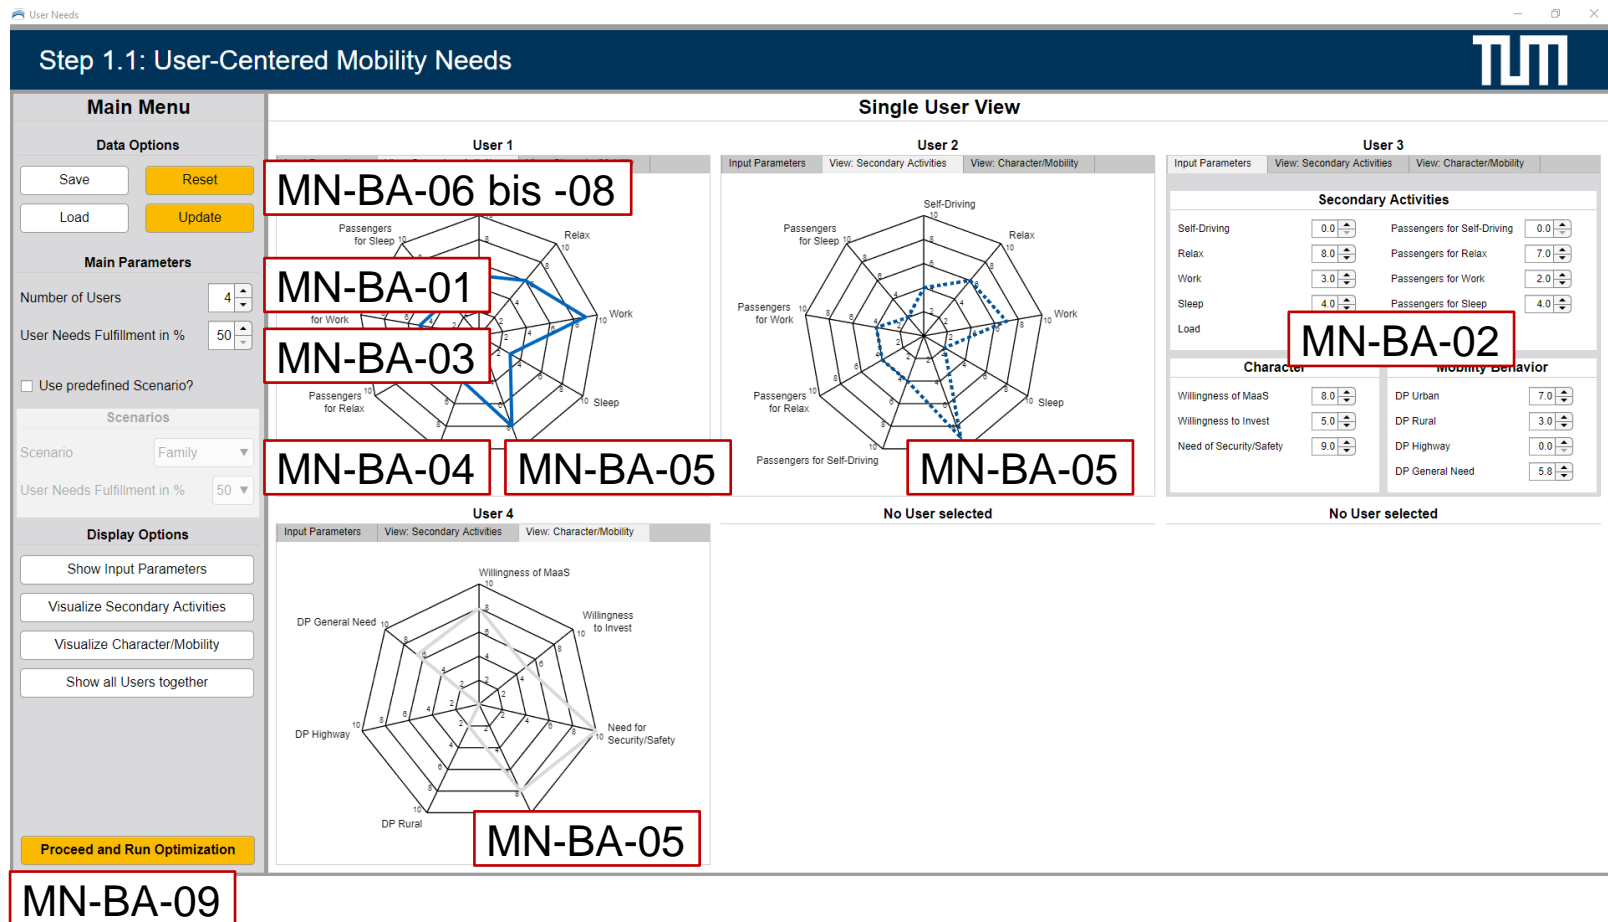 User Needs
Step 1.1: User-Centered Mobility Needs
TUM
Main Menu
Data Options
Save
Reset
Load
Update
Main Parameters
Number of Users
4
User Needs Fulfillment in %
50
Use predefined Scenario?
Scenarios
Scenario
Family
User Needs Fulfillment in %
50
Display Options
Show Input Parameters
Visualize Secondary Activities
Visualize Character/Mobility
Show all Users together
Proceed and Run Optimization
MN-BA-09
Single User View
User 1
MN-BA-06 bis -08
Passengers
for Sleep
Relax
MN-BA-01
for Work
Work
MN-BA-03
Passengers
for Relax
Sleep
MN-BA-04
MN-BA-05
User 2
Input Parameters
View: Secondary Activities
View: Character/Mobility
Self-Driving
Passengers
for Sleep
Relax
Passengers
for Work
Work
Passengers
for Relax
Sleep
Passengers for Self-Driving
MN-BA-05
User 3
Input Parameters
View: Secondary Activities
View: Character/Mobility
Secondary Activities
Self-Driving 0.0 Passengers for Self-Driving 0.0
Relax 8.0 Passengers for Relax 7.0
Work 3.0 Passengers for Work 2.0
Sleep 4.0 Passengers for Sleep 4.0
Load
MN-BA-02
Character
Mobility Behavior
Willingness of MaaS 8.0
Willingness to Invest 5.0
Need of Security/Safety 9.0
DP Urban 7.0
DP Rural 3.0
DP Highway 0.0
DP General Need 5.8
User 4
Input Parameters
View: Secondary Activities
View: Character/Mobility
Willingness of MaaS
DP General Need
Willingness
to Invest
DP Highway
Need for
Security/Safety
DP Rural
MN-BA-05
No User selected
No User selected